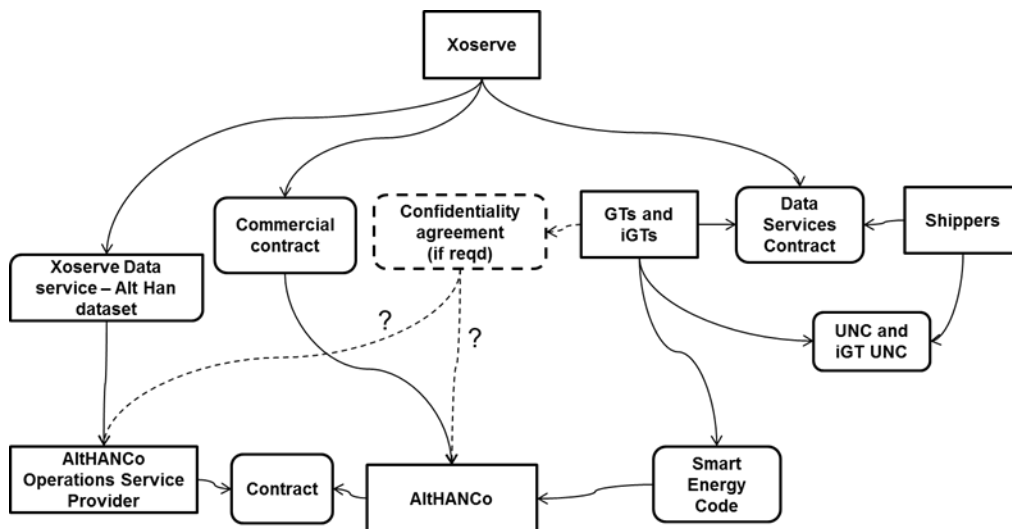 Xoserve
Commercial
contract
Confidentiality
agreement
(if reqd)
GTs and
iGTs
Data
Services
Contract
Shippers
Xoserve Data
service – Alt Han
dataset
?
?
UNC and
iGT UNC
AltHANCo
Operations Service
Provider
Contract
AltHANCo
Smart
Energy
Code